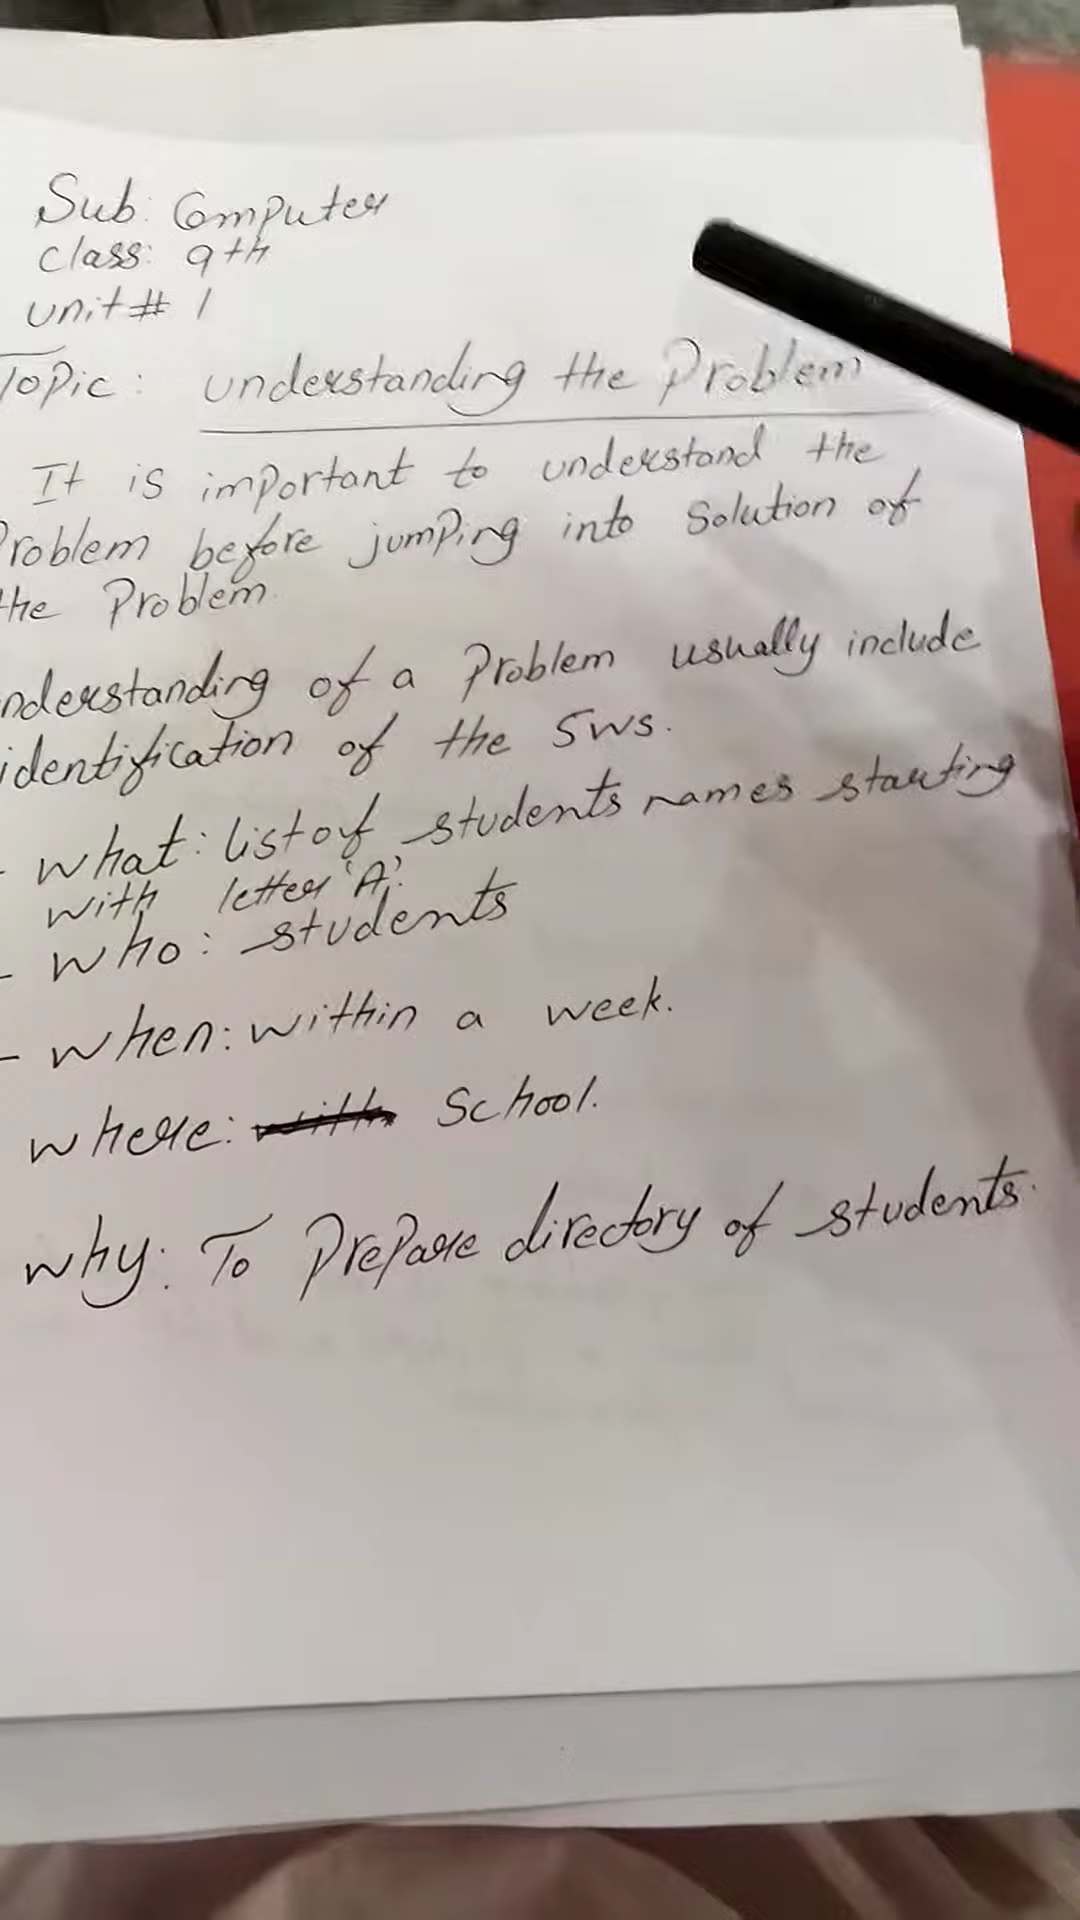 Sub: Computer
class: 9th
unit# 1
Topic: understanding the Problem
It is important to understand the
Problem before jumping into solution of
the Problem.
nderstanding of a Problem usually include
identification of the 5ws.
- what: list of students names starting
with letter 'A'.
- who: students
- when: within a week.
where: school.
why: To Prepare directory of students.